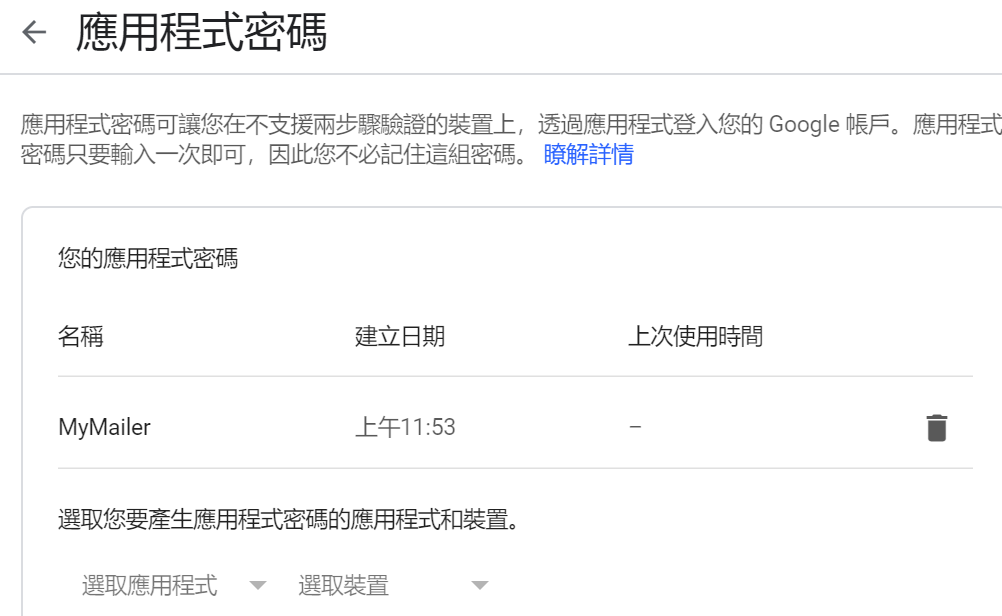 應用程式密碼
應用程式密碼可讓您在不支援兩步驟驗證的裝置上，透過應用程式登入您的 Google 帳戶。應用程式
密碼只要輸入一次即可，因此您不必記住這組密碼。 瞭解詳情
您的應用程式密碼
名稱 建立日期 上次使用時間
MyMailer 上午11:53 –
選取您要產生應用程式密碼的應用程式和裝置。
選取應用程式 選取裝置